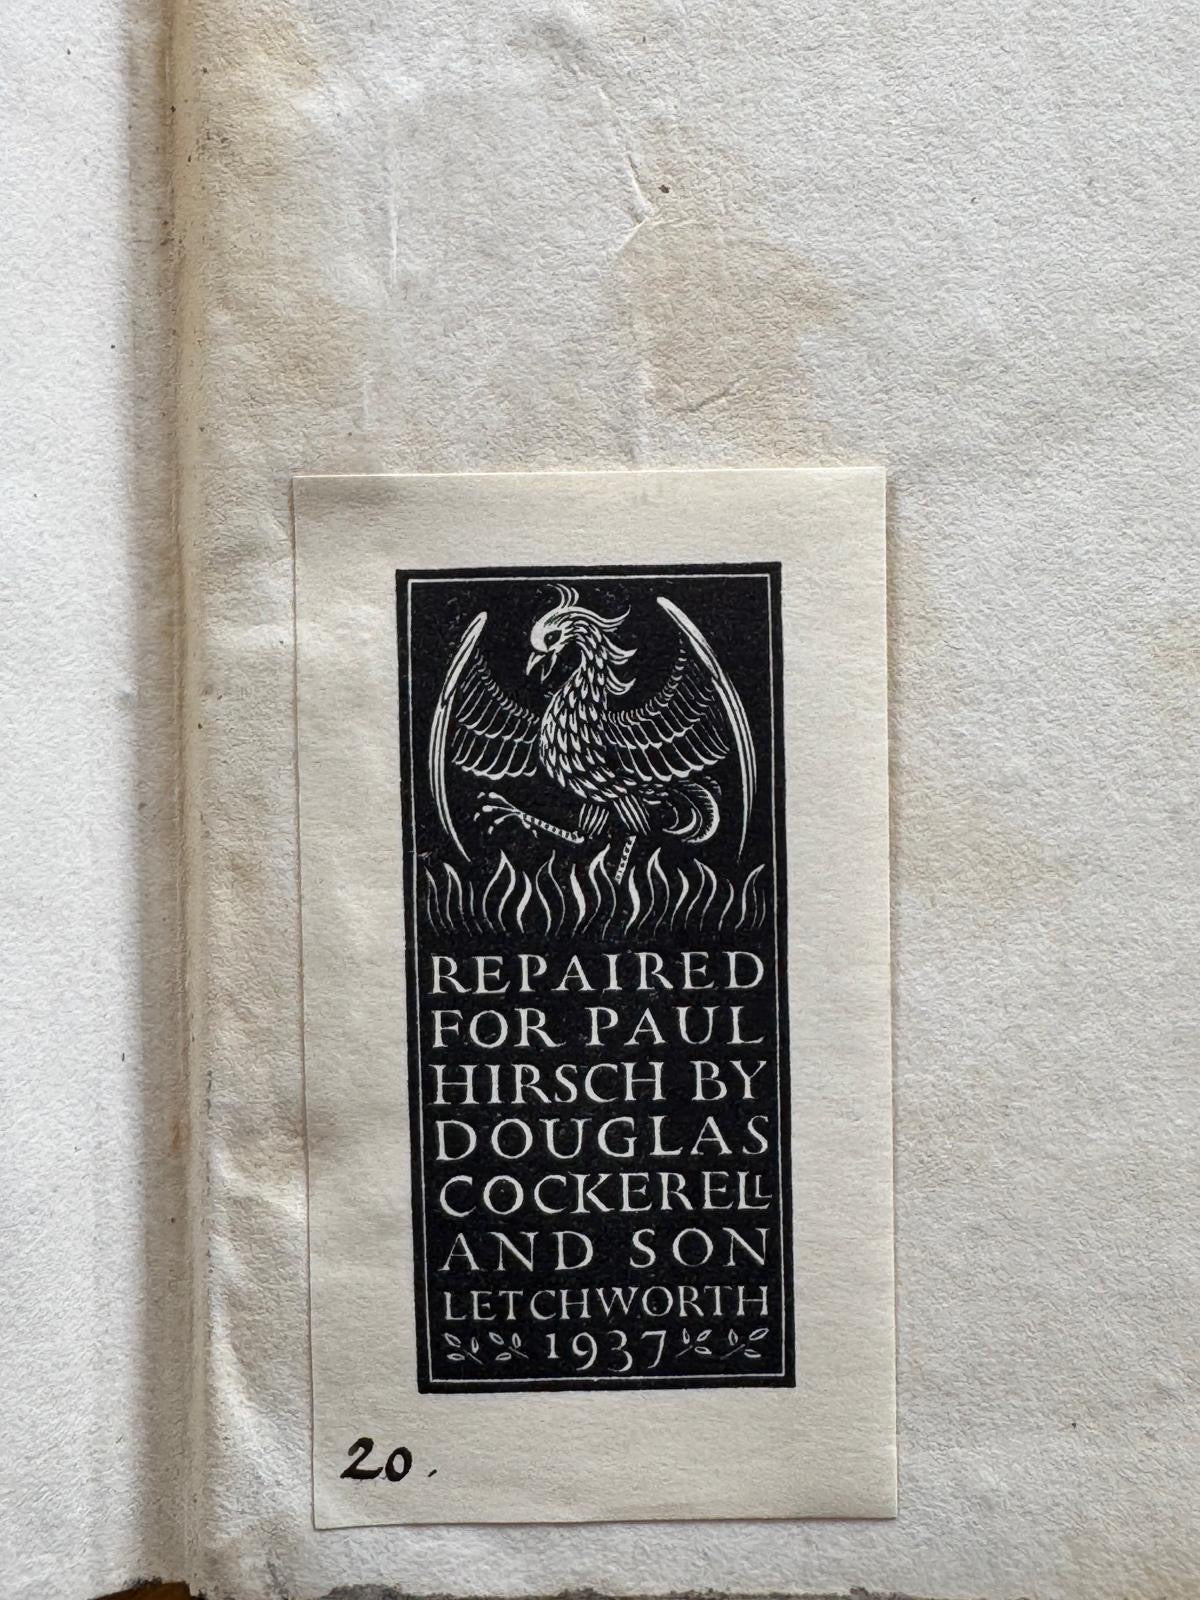 REPAIRED
FOR PAUL
HIRSCH BY
DOUGLAS
COCKERELL
AND SON
LETCHWORTH
1937
20.